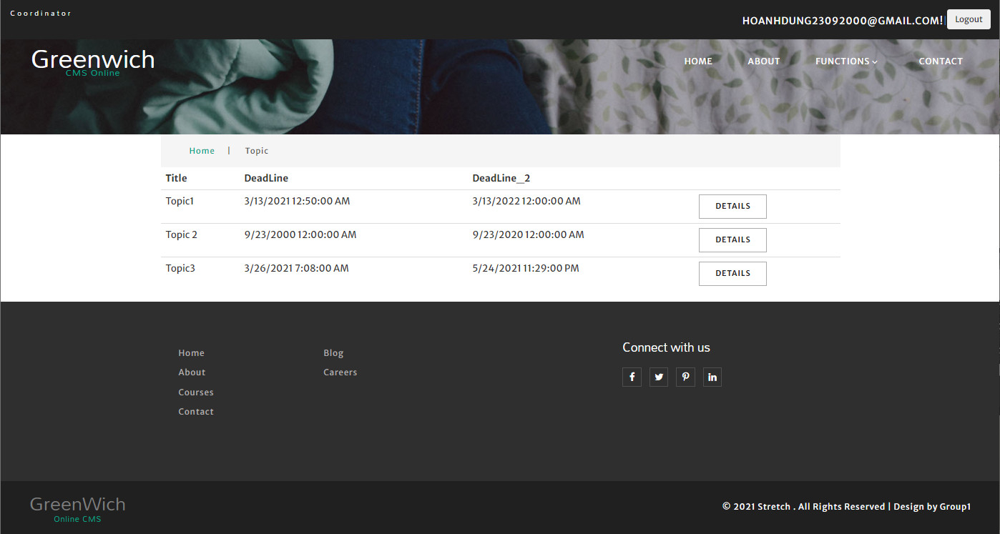 Coordinator
HOANHDUNG23092000@GMAIL.COM!
Logout
Greenwich
CMS Online
HOME ABOUT FUNCTIONS CONTACT
Home | Topic
Title DeadLine DeadLine_2
Topic1 3/13/2021 12:50:00 AM 3/13/2022 12:00:00 AM DETAILS
Topic 2 9/23/2000 12:00:00 AM 9/23/2020 12:00:00 AM DETAILS
Topic3 3/26/2021 7:08:00 AM 5/24/2021 11:29:00 PM DETAILS
Home
About
Courses
Contact
Blog
Careers
Connect with us
GreenWich
Online CMS
© 2021 Stretch . All Rights Reserved | Design by Group1